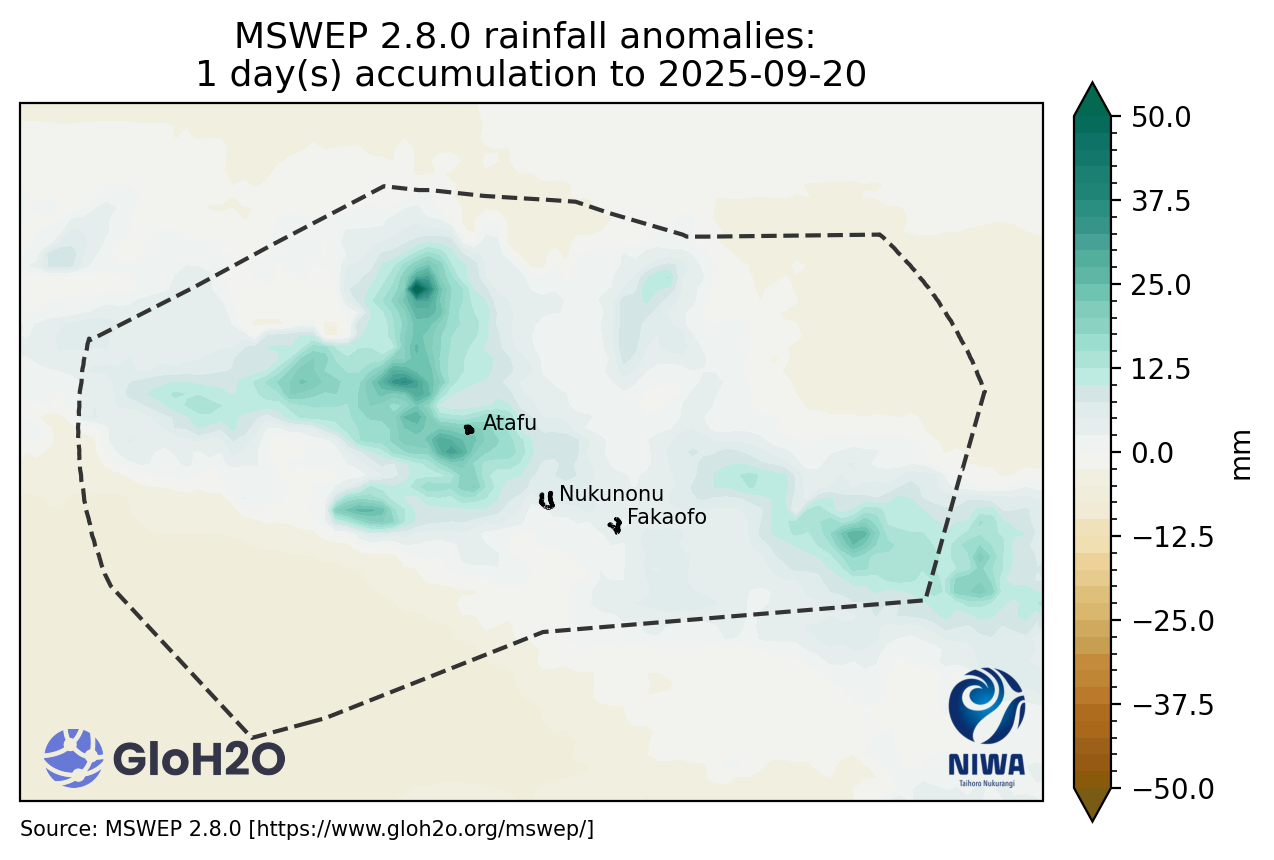 MSWEP 2.8.0 rainfall anomalies:
1 day(s) accumulation to 2025-09-20
50.0
37.5
25.0
12.5
0.0
−12.5
−25.0
−37.5
−50.0
mm
Atafu
Nukunonu
Fakaofo
GloH2O
NIWA
Taihoro Nukurangi
Source: MSWEP 2.8.0 [https://www.gloh2o.org/mswep/]